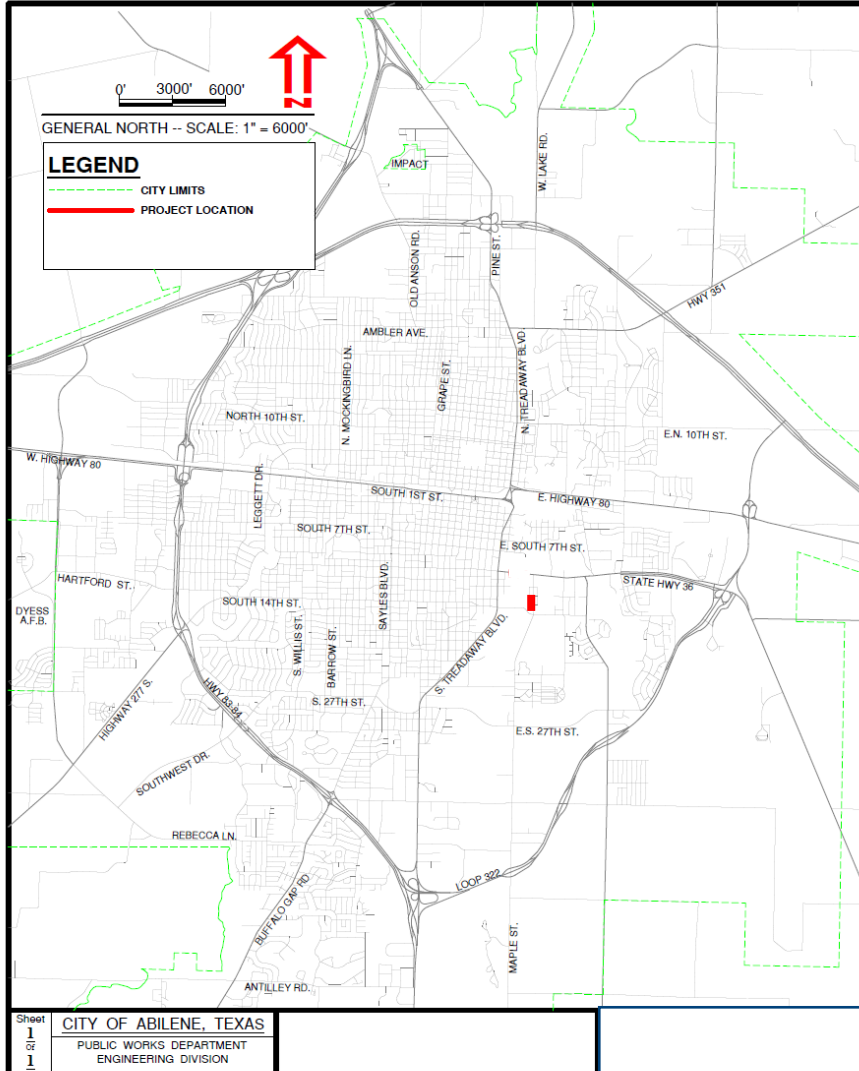 0' 3000' 6000'
N
GENERAL NORTH -- SCALE: 1" = 6000'
LEGEND
CITY LIMITS
PROJECT LOCATION
IMPACT
W. LAKE RD.
OLD ANSON RD.
PINE ST.
HWY 351
AMBLER AVE.
N. MOCKINGBIRD LN.
GRAPE ST.
N. TREADAWAY BLVD.
NORTH 10TH ST.
E.N. 10TH ST.
W. HIGHWAY 80
LEGGETT DR.
SOUTH 1ST ST.
E. HIGHWAY 80
SOUTH 7TH ST.
E. SOUTH 7TH ST.
HARTFORD ST.
STATE HWY 36
DYESS
A.F.B.
SOUTH 14TH ST.
SAYLES BLVD.
S. WILLIS ST.
BARROW ST.
S. TREADAWAY BLVD.
HIGHWAY 277 S.
HWY 83-84
S. 27TH ST.
E.S. 27TH ST.
SOUTHWEST DR.
REBECCA LN.
LOOP 322
BUFFALO GAP RD
MAPLE ST.
ANTILLEY RD.
Sheet
1
Of
1
CITY OF ABILENE, TEXAS
PUBLIC WORKS DEPARTMENT
ENGINEERING DIVISION